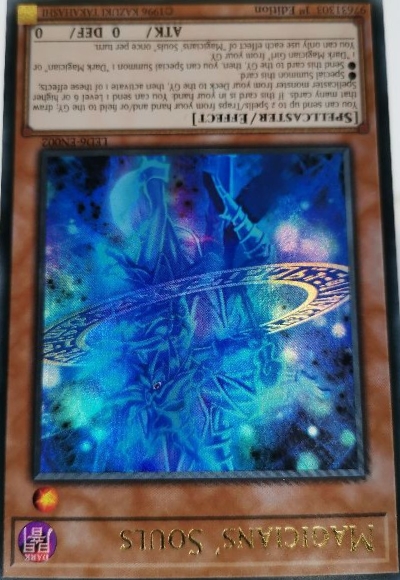 MAGICIANS' SOULS
DARK
闇
LED6-EN002
[SPELLCASTER/EFFECT]
You can send up to 2 Spells/Traps from your hand and/or field to the GY; draw
that many cards. If this card is in your hand: You can send 1 Level 6 or higher
Spellcaster monster from your Deck to the GY, then activate 1 of these effects;
● Special Summon this card.
● Send this card to the GY, then, you can Special Summon 1 "Dark Magician" or
1 "Dark Magician Girl" from your GY.
You can only use each effect of "Magicians' Souls" once per turn.
ATK/ 0 DEF/ 0
97631303 1st Edition ©1996 KAZUKI TAKAHASHI